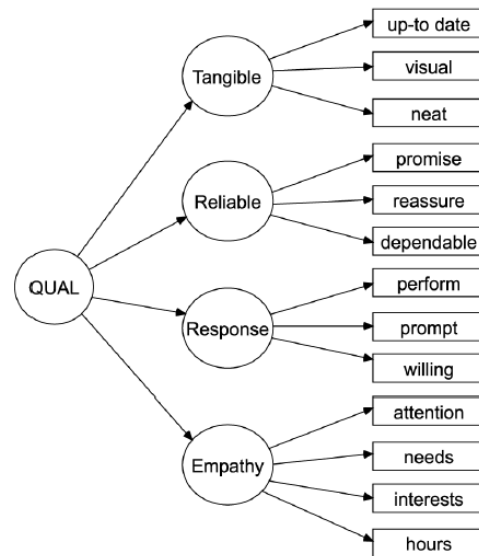 up-to date
Tangible
visual
neat
promise
Reliable
reassure
dependable
QUAL
perform
Response
prompt
willing
attention
Empathy
needs
interests
hours